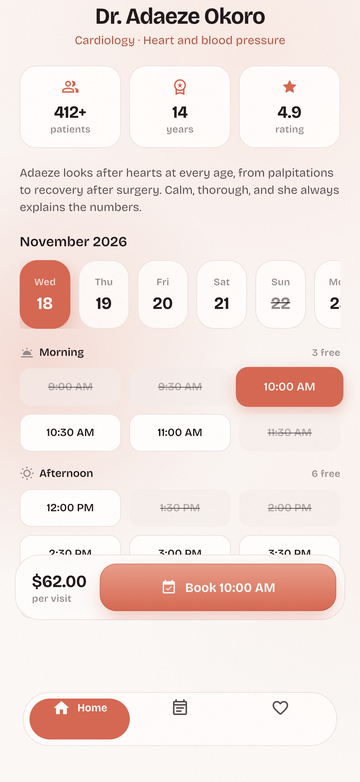 Dr. Adaeze Okoro
Cardiology · Heart and blood pressure
412+ 14 4.9
patients years rating
Adaeze looks after hearts at every age, from palpitations
to recovery after surgery. Calm, thorough, and she always
explains the numbers.
November 2026
Wed Thu Fri Sat Sun
18 19 20 21 22
Morning 3 free
9:00 AM 9:30 AM 10:00 AM
10:30 AM 11:00 AM 11:30 AM
Afternoon 6 free
12:00 PM 1:30 PM 2:00 PM
2:30 PM 3:00 PM 3:30 PM
$62.00
per visit
Book 10:00 AM
Home